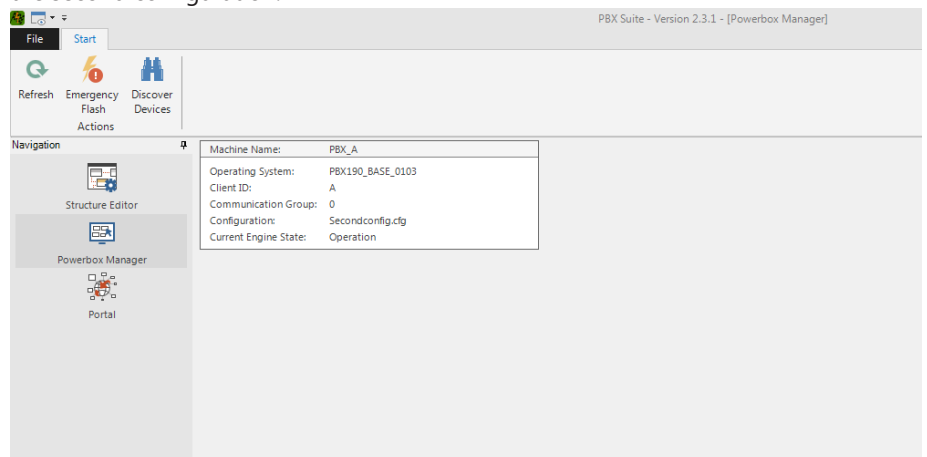 PBX Suite - Version 2.3.1 - [Powerbox Manager]
File Start
Refresh Emergency Flash Discover Devices
Actions
Navigation
Structure Editor
Powerbox Manager
Portal
Machine Name: PBX_A
Operating System: PBX190_BASE_0103
Client ID: A
Communication Group: 0
Configuration: Secondconfig.cfg
Current Engine State: Operation